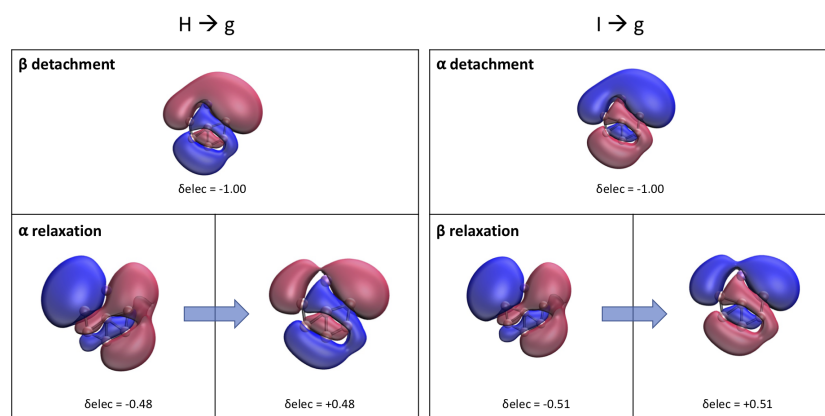 H → g
β detachment
δelec = -1.00
α relaxation
δelec = -0.48
δelec = +0.48
I → g
α detachment
δelec = -1.00
β relaxation
δelec = -0.51
δelec = +0.51